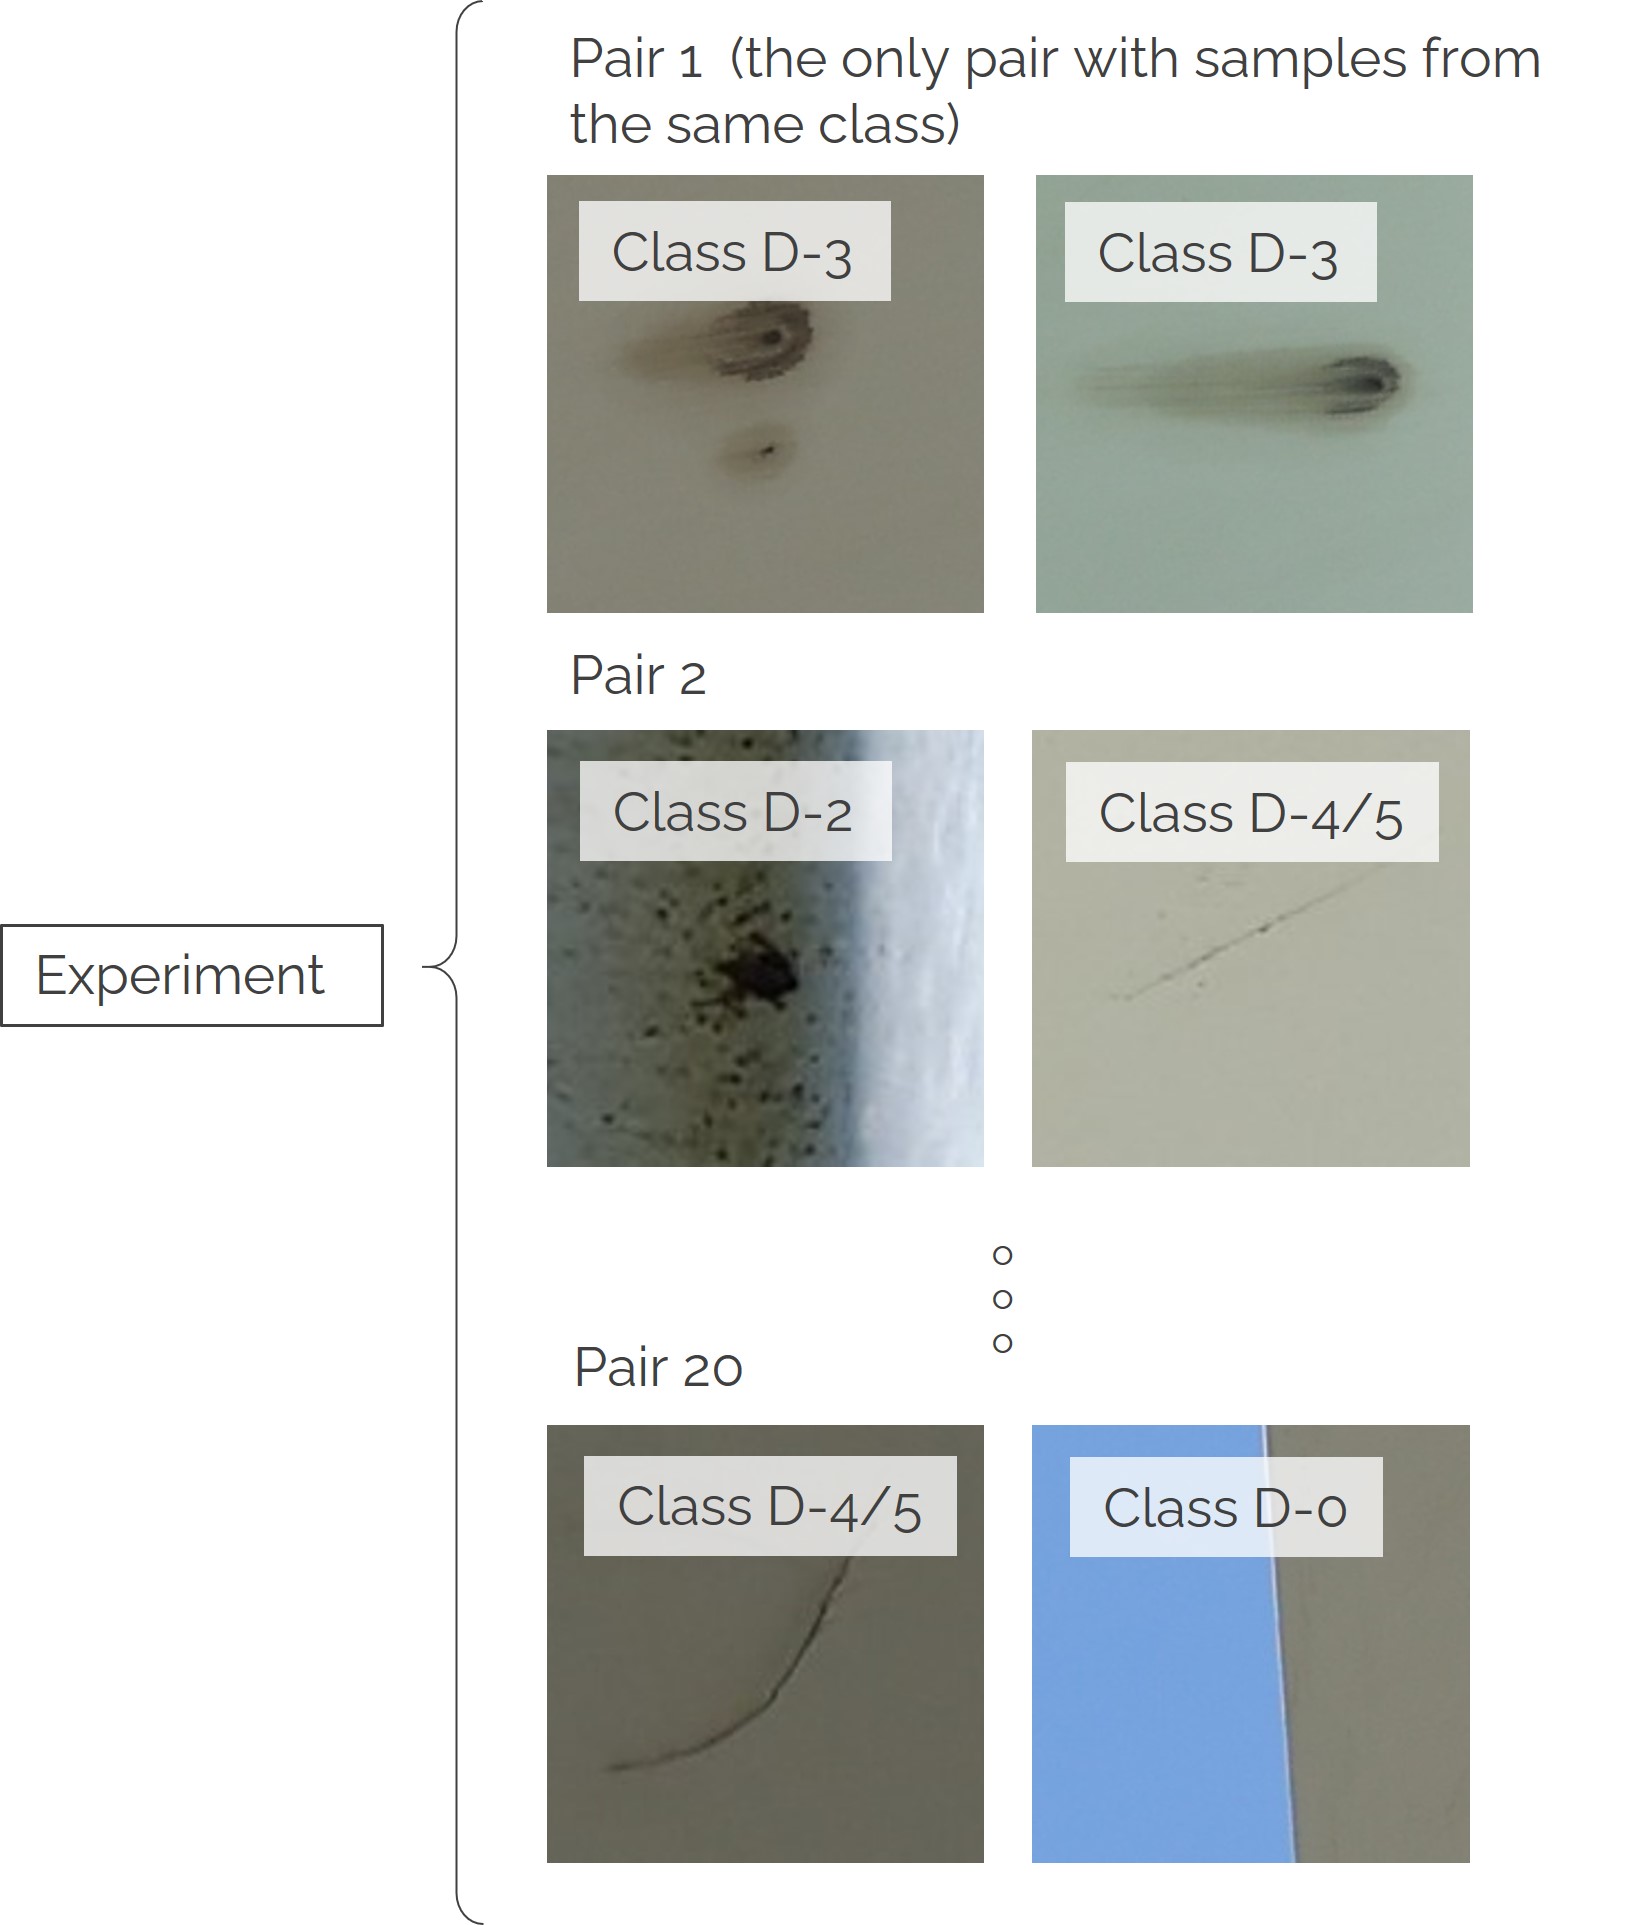 Pair 1 (the only pair with samples from
the same class)
Class D-3
Class D-3
Pair 2
Class D-2
Class D-4/5
Experiment
Pair 20
Class D-4/5
Class D-0